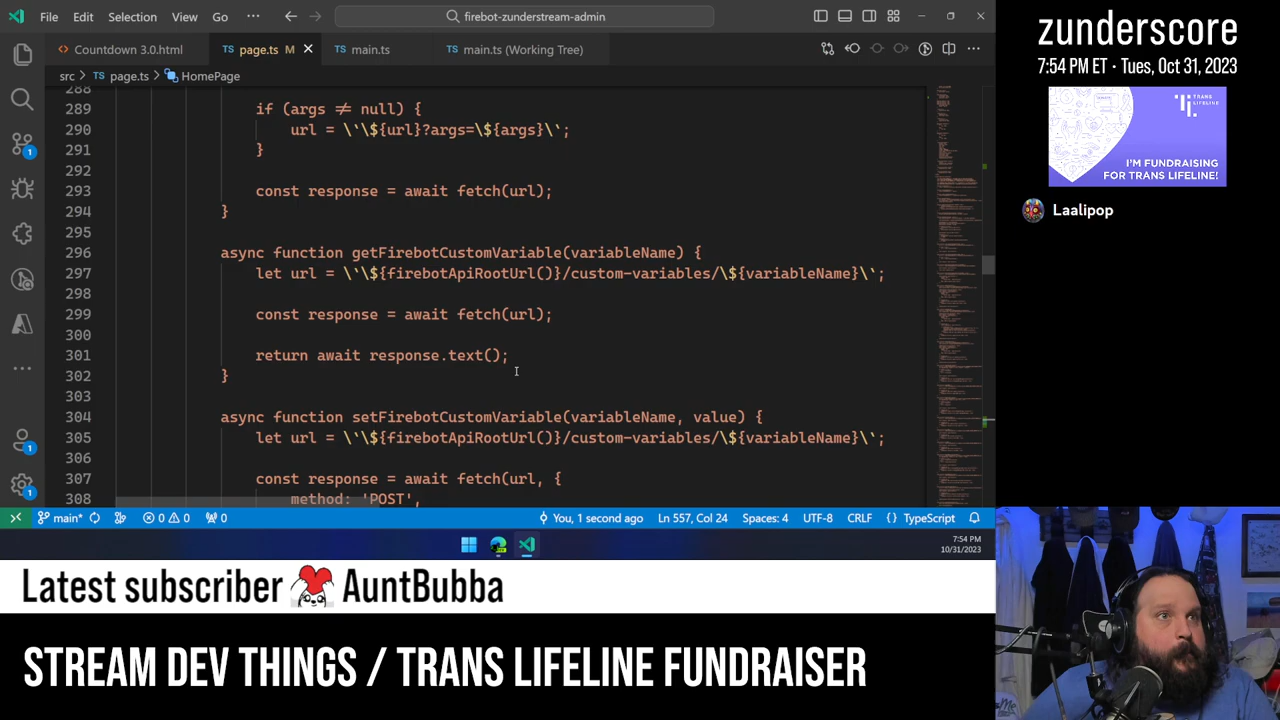 File Edit Selection View Go ··· firebot-zunderstream-admin
Countdown 3.0.html page.ts M main.ts main.ts (Working Tree)
src > page.ts > HomePage
288
289 if (args ≠ null) {
290 url = \`\${url}?args=\${args}\`;
291 }
292
293 const response = await fetch(url);
294 }
295
296 async function getFirebotCustomVariable(variableName) {
297 let url = \`\${firebotApiRootUrl()}/custom-variables/\${variableName}\`;
298
299 const response = await fetch(url);
300
301 return await response.text();
302 }
303
304 async function setFirebotCustomVariable(variableName, value) {
305 let url = \`\${firebotApiRootUrl()}/custom-variables/\${variableName}\`;
306
307 const response = await fetch(url, {
308 method: 'POST',
main* 0 0 0 You, 1 second ago Ln 557, Col 24 Spaces: 4 UTF-8 CRLF { } TypeScript
7:54 PM
10/31/2023
Latest subscriber AuntBubba
STREAM DEV THINGS / TRANS LIFELINE FUNDRAISER
zunderscore
7:54 PM ET · Tues, Oct 31, 2023
TRANS
LIFELINE
I'M FUNDRAISING
FOR TRANS LIFELINE!
Laalipop